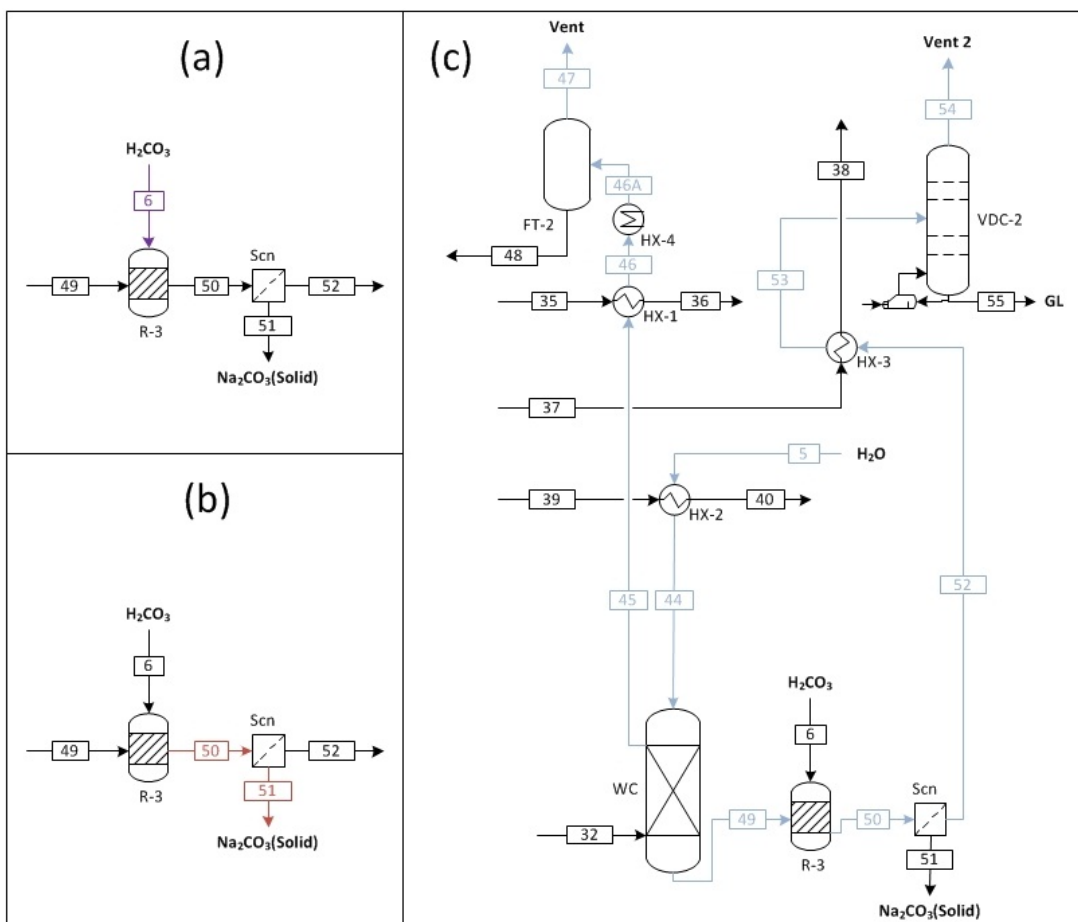 (a)
H₂CO₃
6
Scn
49
50
52
R-3
51
Na₂CO₃(Solid)
(b)
H₂CO₃
6
Scn
49
50
52
R-3
51
Na₂CO₃(Solid)
(c)
Vent
47
Vent 2
54
38
46A
VDC-2
FT-2
HX-4
48
46
53
35
36
HX-1
55
GL
HX-3
37
5
H₂O
39
40
HX-2
45
44
52
H₂CO₃
6
WC
Scn
49
50
32
R-3
51
Na₂CO₃(Solid)